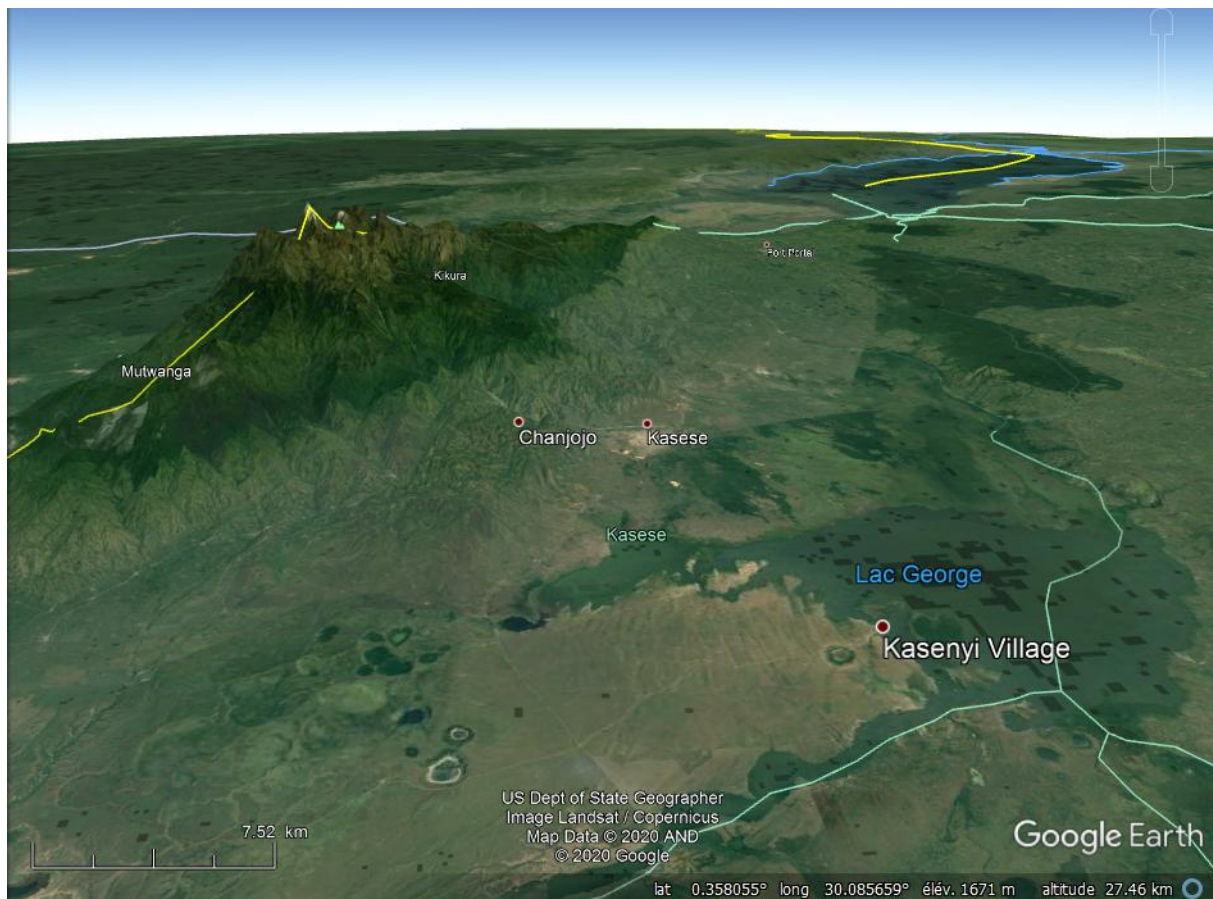 Fort Portal
Kikura
Mutwanga
Chanjojo
Kasese
Kasese
Lac George
Kasenyi Village
US Dept of State Geographer
Image Landsat / Copernicus
Map Data © 2020 AND
© 2020 Google
7.52 km
Google Earth
lat 0.358055° long 30.085659° élév. 1671 m altitude 27.46 km